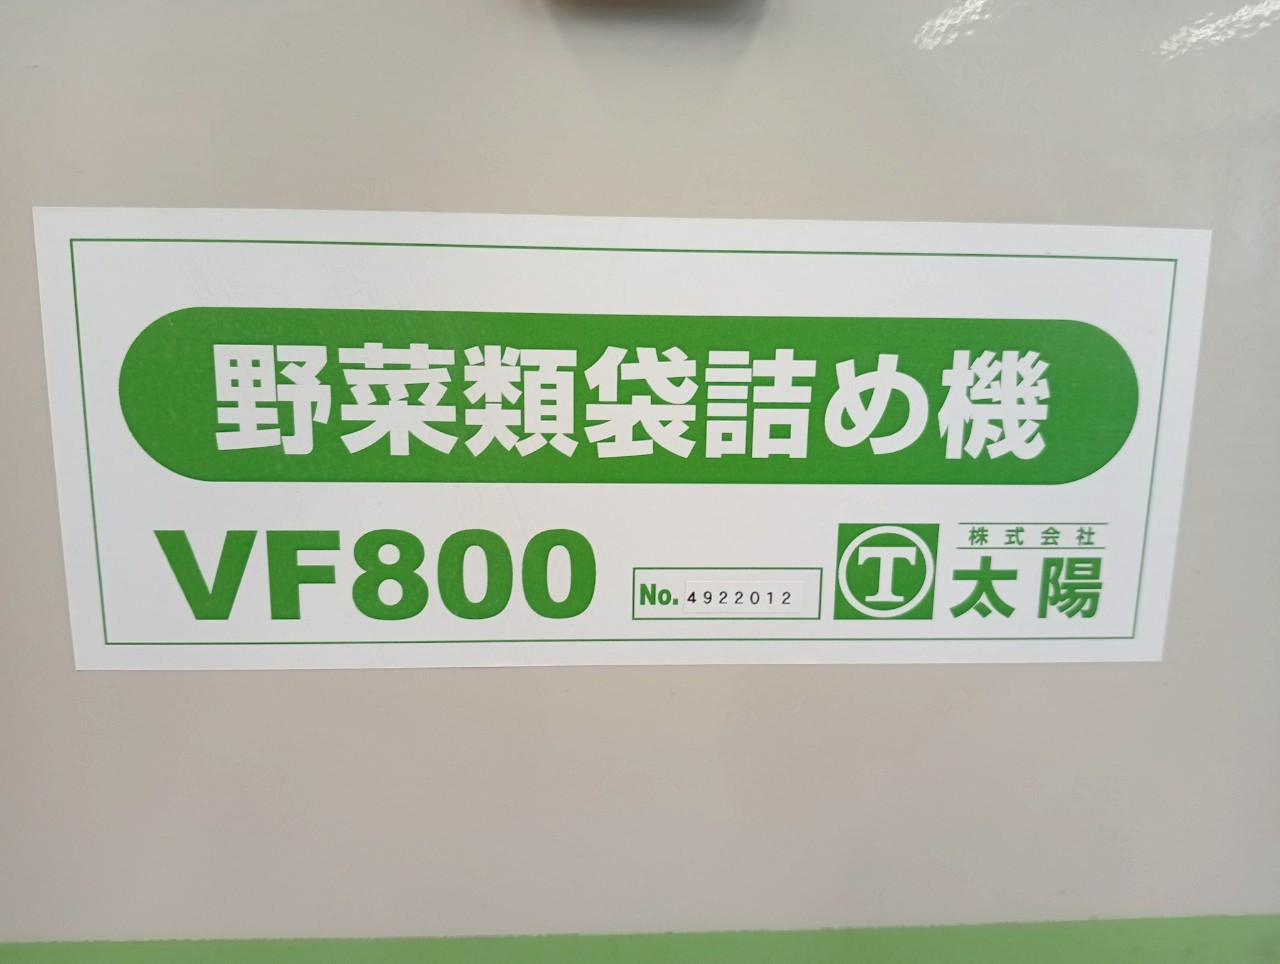 野菜類袋詰め機
VF800
No. 4922012
T
株式会社
太陽